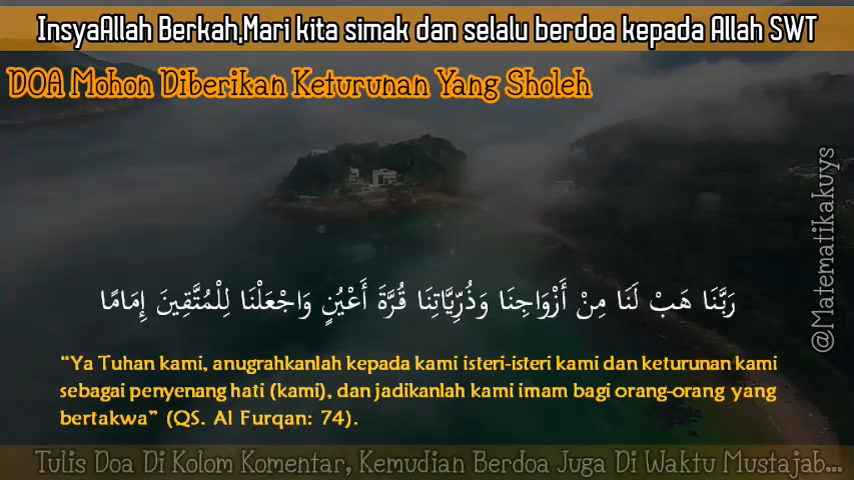 InsyaAllah Berkah,Mari kita simak dan selalu berdoa kepada Allah SWT
DOA Mohon Diberikan Keturunan Yang Sholeh
@Matematikakuys
رَبَّنَا هَبْ لَنَا مِنْ أَزْوَاجِنَا وَذُرِّيَّاتِنَا قُرَّةَ أَعْيُنٍ وَاجْعَلْنَا لِلْمُتَّقِينَ إِمَامًا
“Ya Tuhan kami, anugrahkanlah kepada kami isteri-isteri kami dan keturunan kami
sebagai penyenang hati (kami), dan jadikanlah kami imam bagi orang-orang yang
bertakwa” (QS. Al Furqan: 74).
Tulis Doa Di Kolom Komentar, Kemudian Berdoa Juga Di Waktu Mustajab...